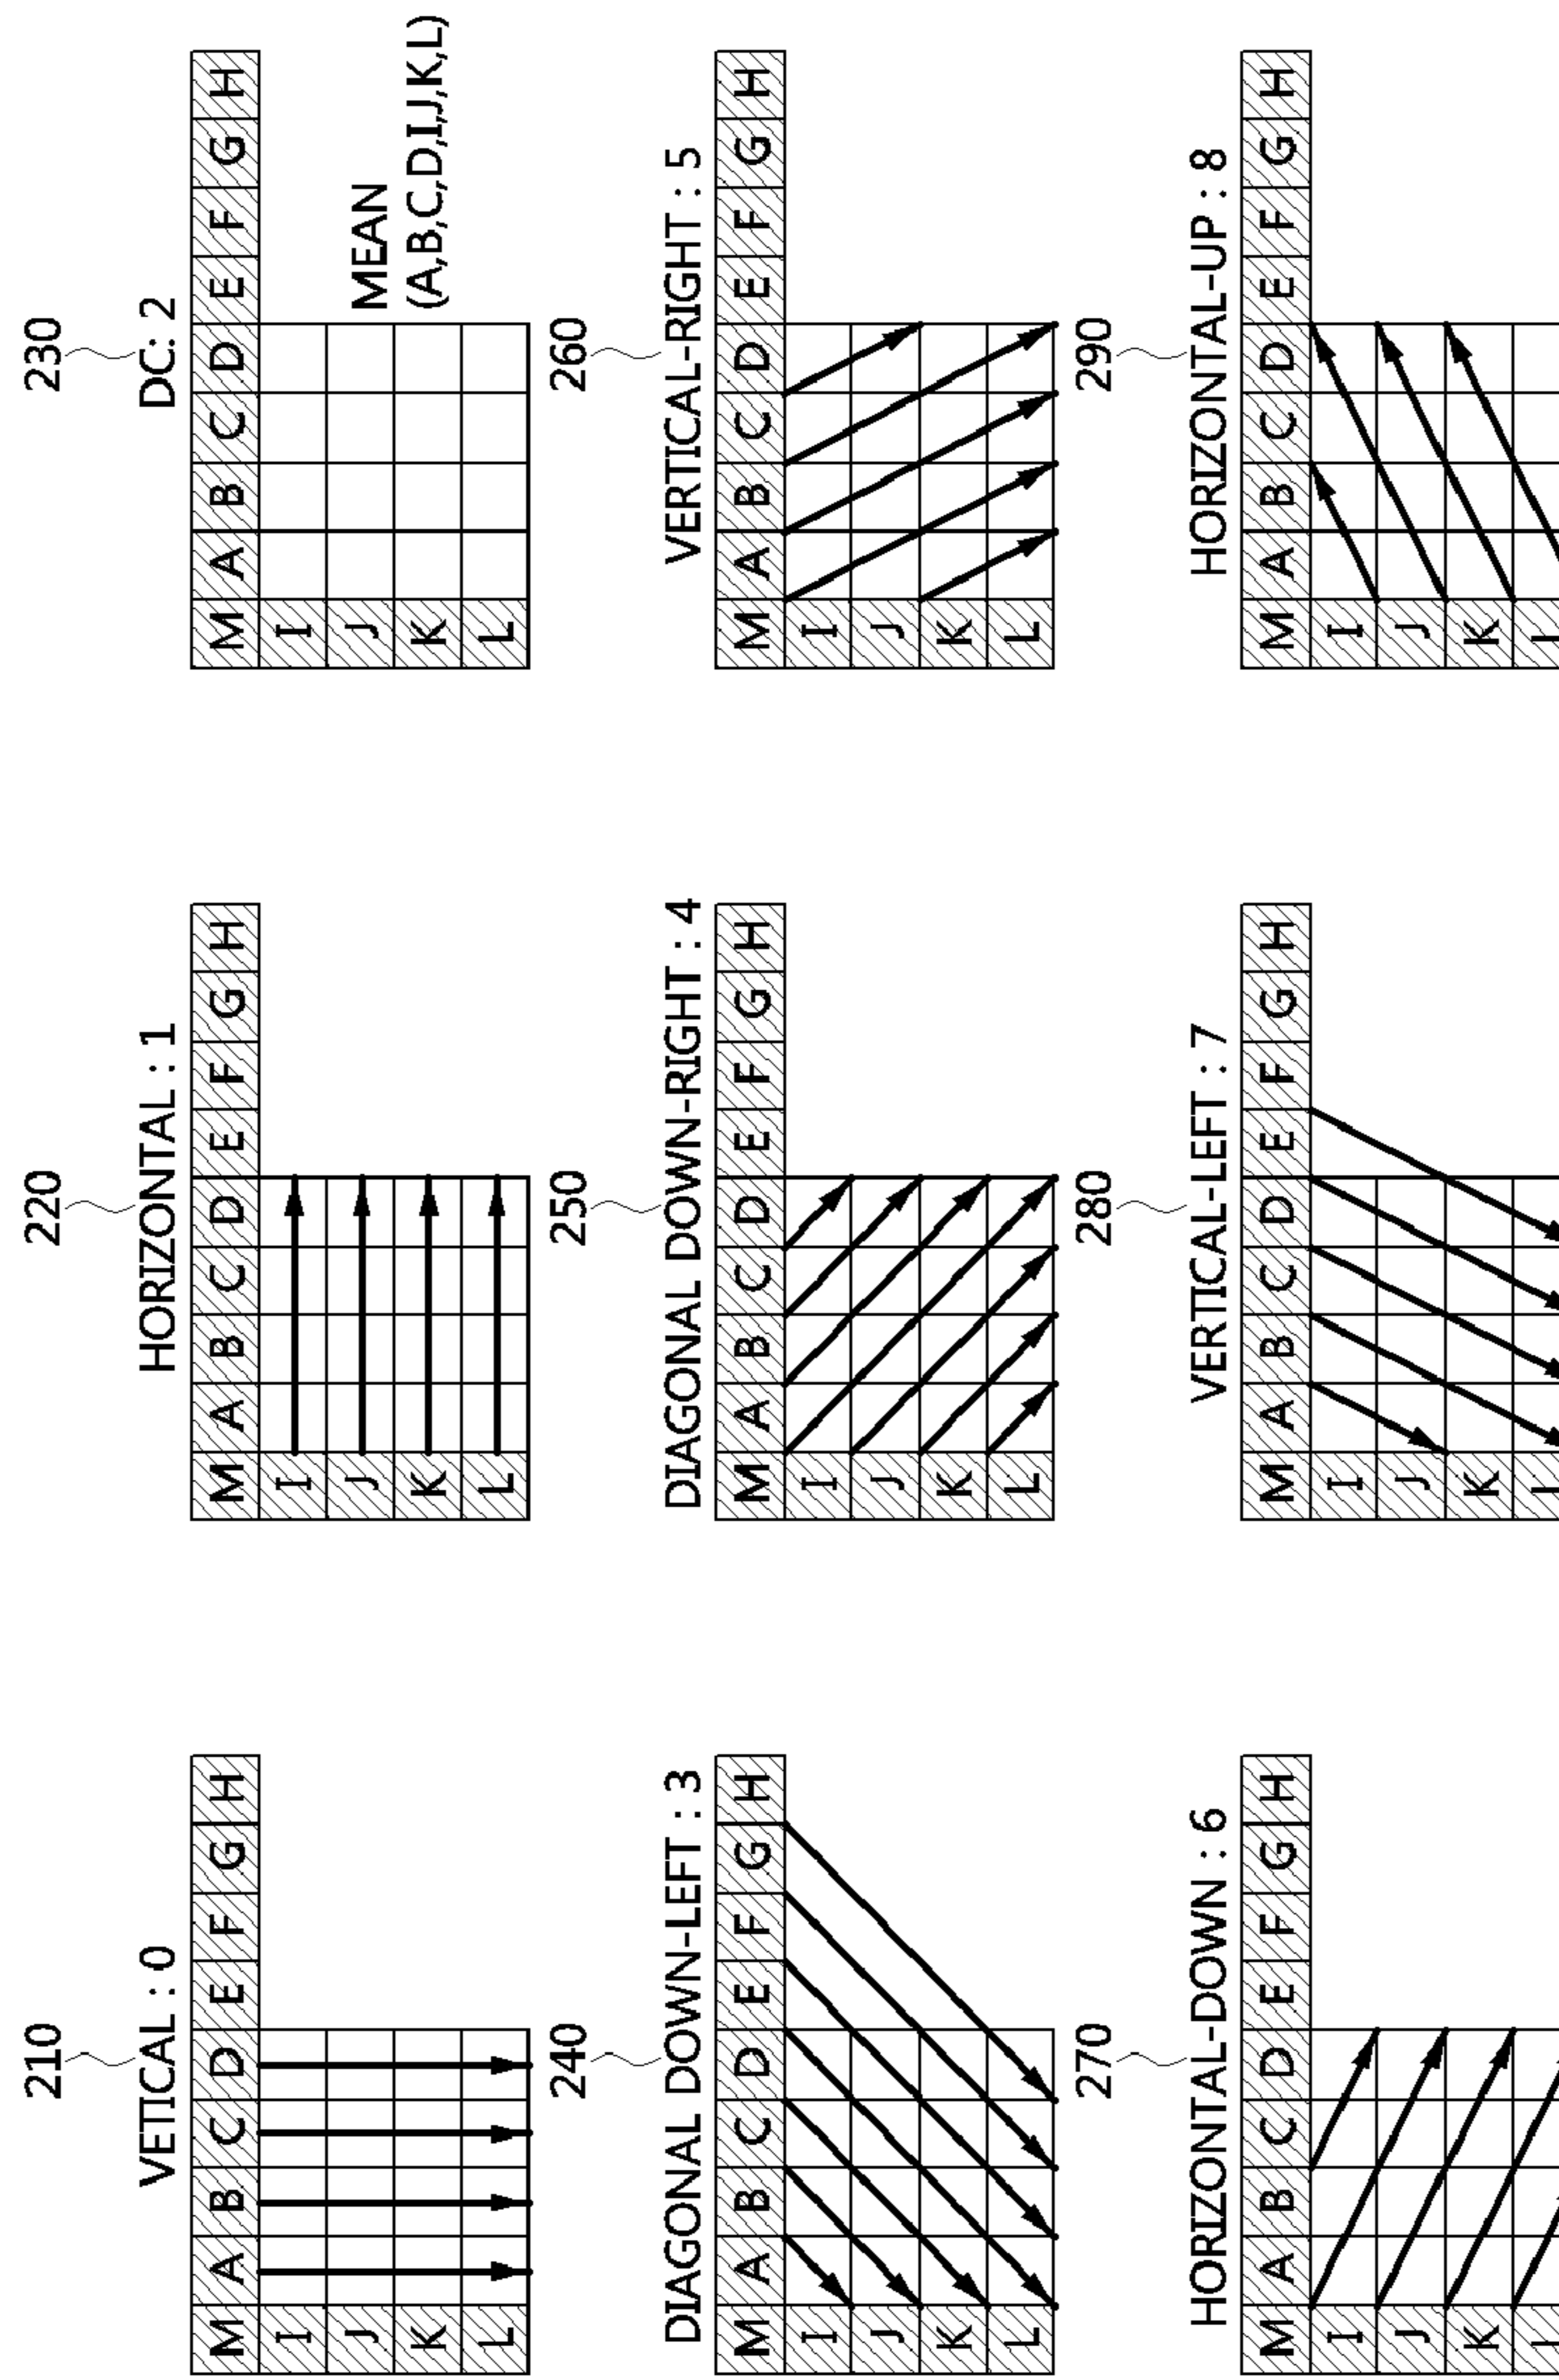 210 220 230
VETICAL : 0 HORIZONTAL : 1 DC: 2
M A B C D E F G H M A B C D E F G H M A B C D E F G H
I I I
J J J MEAN
K K K (A,B,C,D,I,J,K,L)
L L L
240 250 260
DIAGONAL DOWN-LEFT : 3 DIAGONAL DOWN-RIGHT : 4 VERTICAL-RIGHT : 5
M A B C D E F G H M A B C D E F G H M A B C D E F G H
I I I
J J J
K K K
L L L
270 280 290
HORIZONTAL-DOWN : 6 VERTICAL-LEFT : 7 HORIZONTAL-UP : 8
M A B C D E F G H M A B C D E F G H M A B C D E F G H
I I I
J J J
K K K